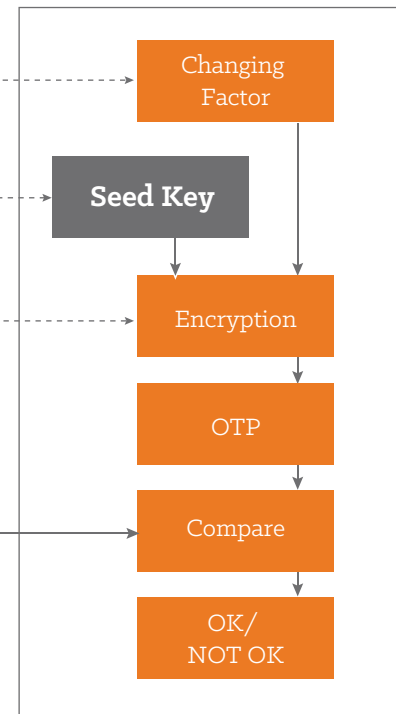 Changing
Factor
Seed Key
Encryption
OTP
Compare
OK/
NOT OK